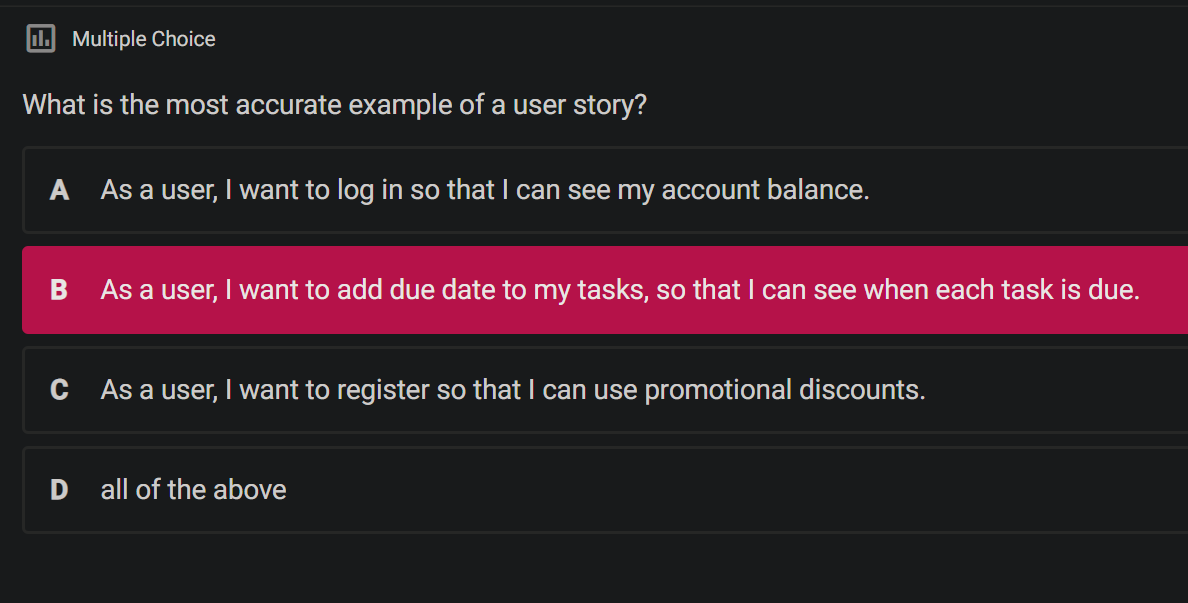 Multiple Choice
What is the most accurate example of a user story?
A As a user, I want to log in so that I can see my account balance.
B As a user, I want to add due date to my tasks, so that I can see when each task is due.
C As a user, I want to register so that I can use promotional discounts.
D all of the above